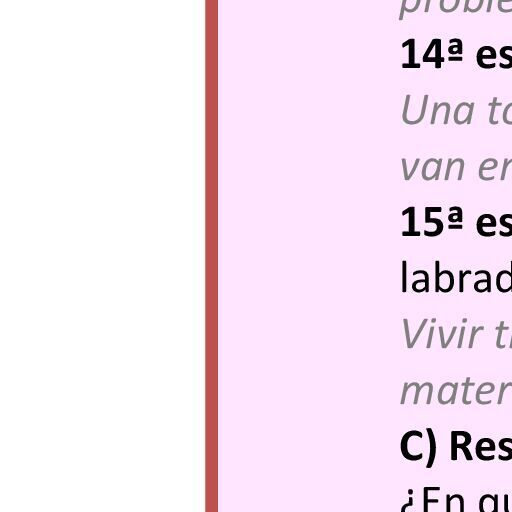 proble
14ª es
Una to
van en
15ª es
labrad
Vivir t
mater
C) Res
¿En qu